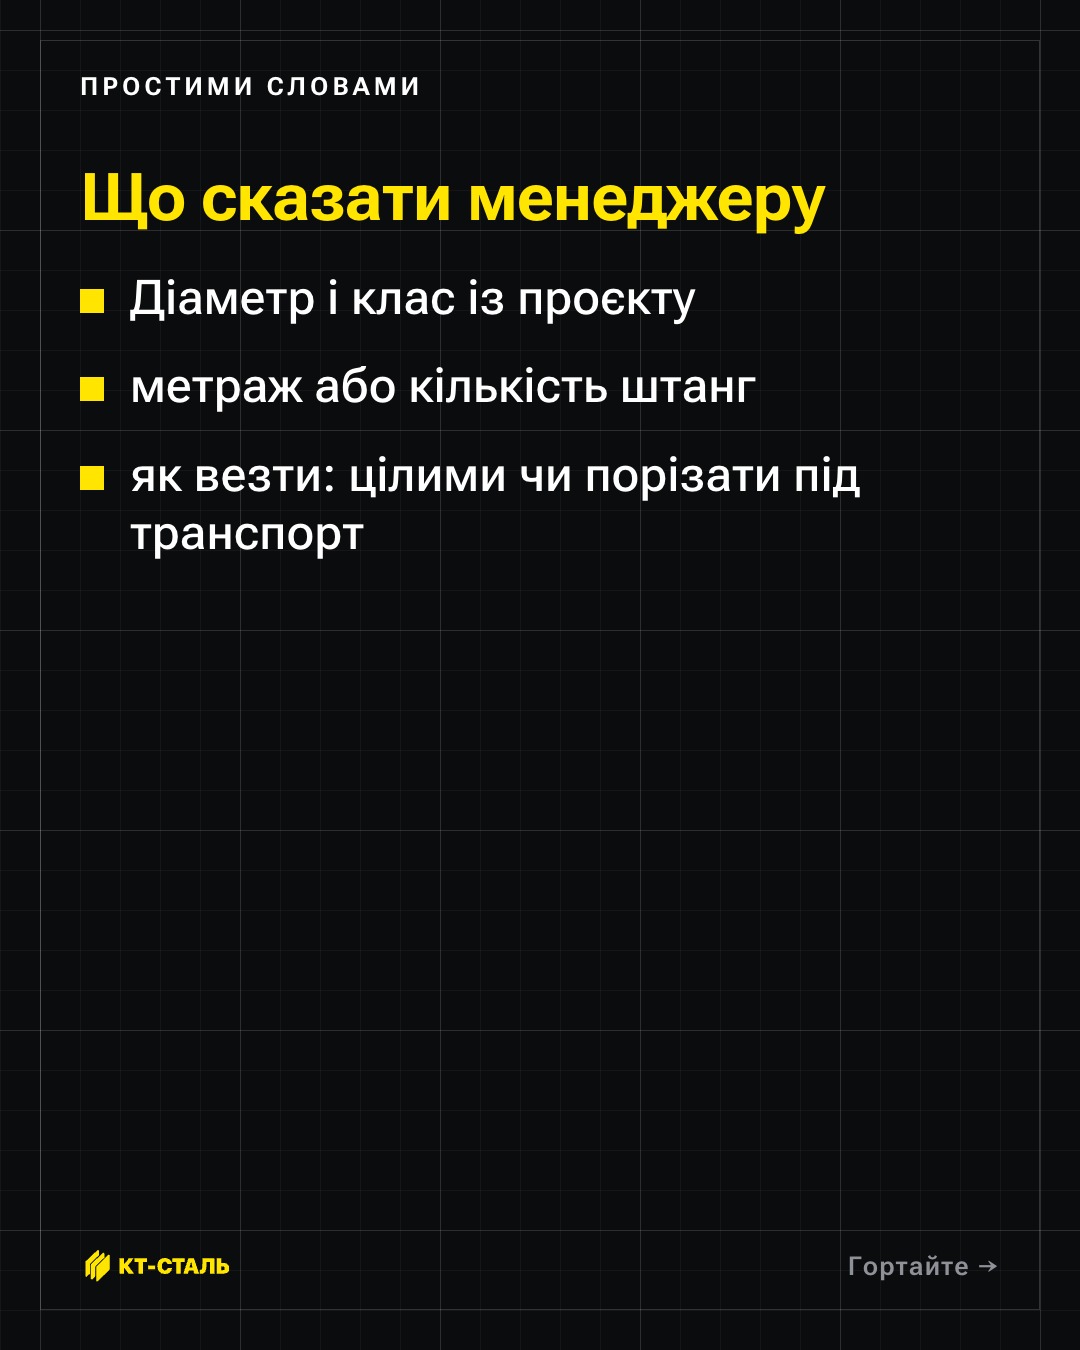 ПРОСТИМИ СЛОВАМИ
Що сказати менеджеру
Діаметр і клас із проєкту
метраж або кількість штанг
як везти: цілими чи порізати під
транспорт
КТ-СТАЛЬ
Гортайте →